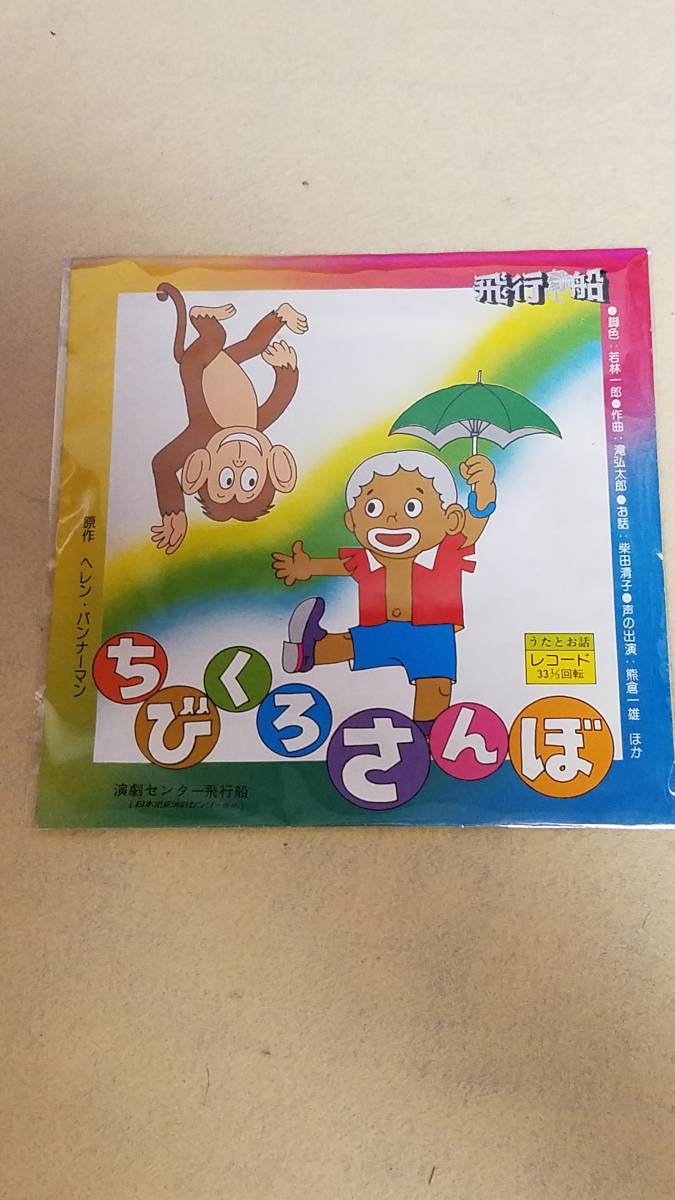 飛行船
●脚色:若林一郎●作曲:滝弘太郎●お話:柴田清子●声の出演:熊倉一雄 ほか
原作 ヘレン・バンナーマン
うたとお話
レコード
33⅓回転
ちびくろさんぼ
演劇センター飛行船